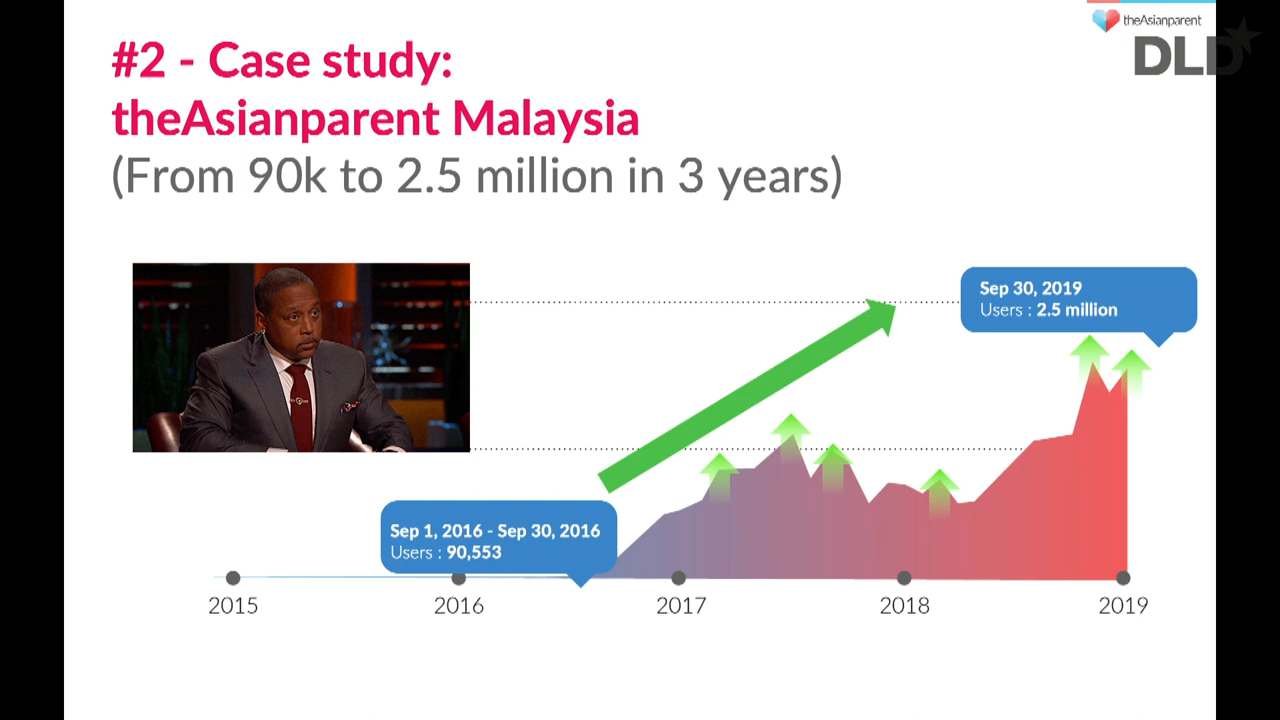 theAsianparent
DLD
#2 - Case study:
theAsianparent Malaysia
(From 90k to 2.5 million in 3 years)
Sep 30, 2019
Users : 2.5 million
Sep 1, 2016 - Sep 30, 2016
Users : 90,553
2015 2016 2017 2018 2019